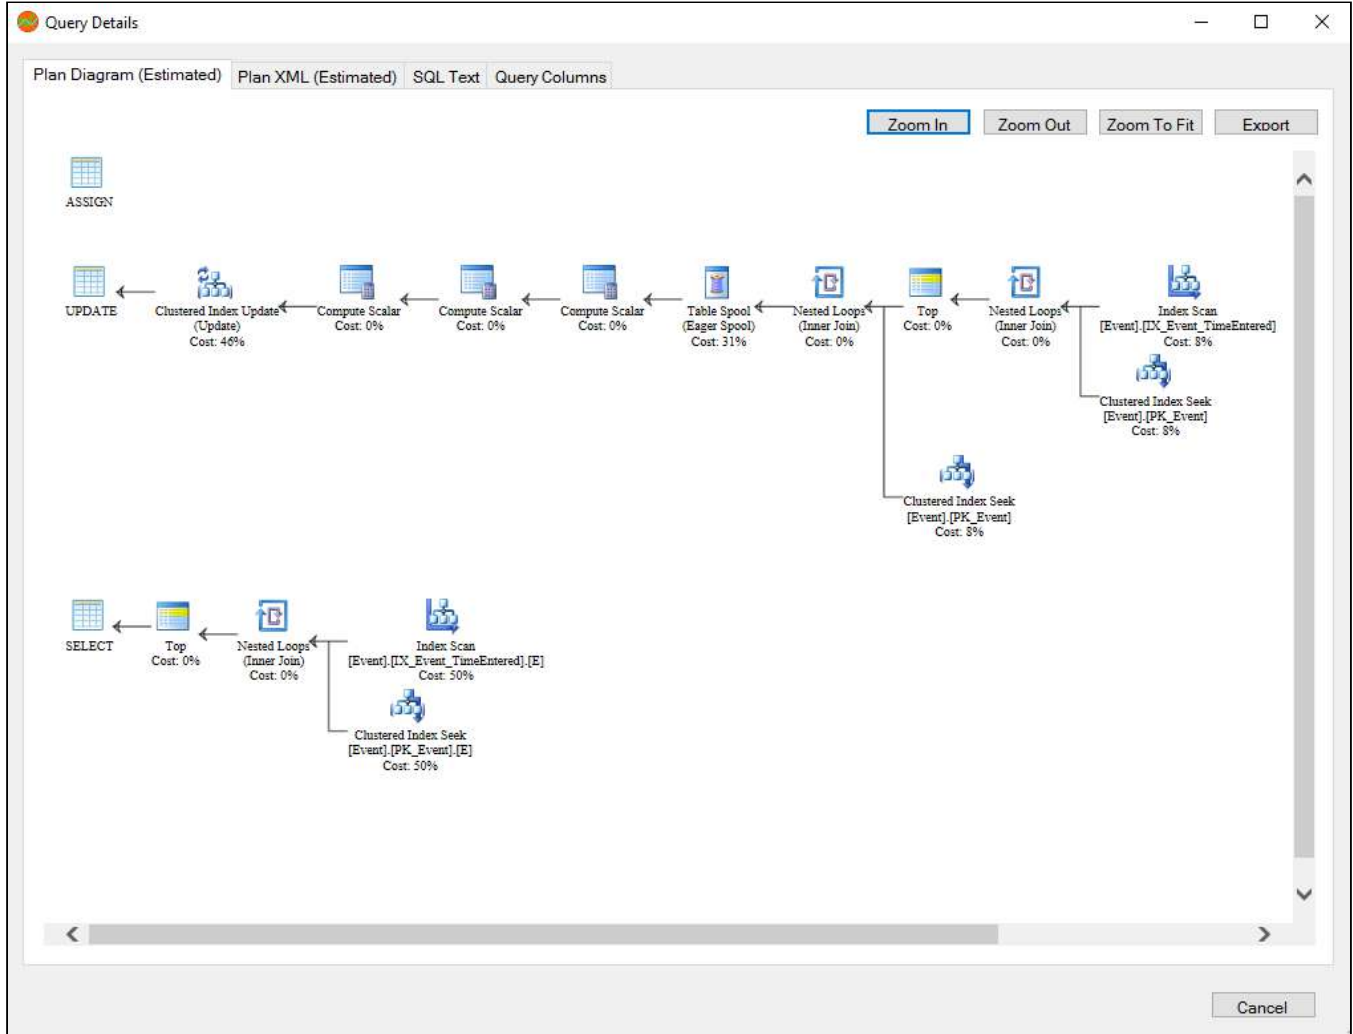 Query Details
Plan Diagram (Estimated) Plan XML (Estimated) SQL Text Query Columns
Zoom In Zoom Out Zoom To Fit Export
ASSIGN
UPDATE
Clustered Index Update
(Update)
Cost: 46%
Compute Scalar
Cost: 0%
Compute Scalar
Cost: 0%
Compute Scalar
Cost: 0%
Table Spool
(Eager Spool)
Cost: 31%
Nested Loops
(Inner Join)
Cost: 0%
Top
Cost: 0%
Nested Loops
(Inner Join)
Cost: 0%
Index Scan
[Event].[IX_Event_TimeEntered]
Cost: 8%
Clustered Index Seek
[Event].[PK_Event]
Cost: 8%
Clustered Index Seek
[Event].[PK_Event]
Cost: 8%
SELECT
Top
Cost: 0%
Nested Loops
(Inner Join)
Cost: 0%
Index Scan
[Event].[IX_Event_TimeEntered].[E]
Cost: 50%
Clustered Index Seek
[Event].[PK_Event].[E]
Cost: 50%
Cancel